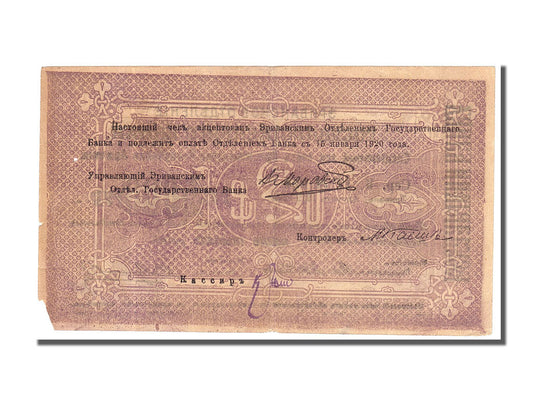 Настоящій чекъ акцептованъ Эриванскимъ Отдѣленіемъ Государственнаго
Банка и подлежитъ оплатѣ Отдѣленіемъ Банка съ 15 января 1920 года.
Управляющій Эриванскимъ
Отдѣл. Государственнаго Банка
Контролеръ
Кассиръ